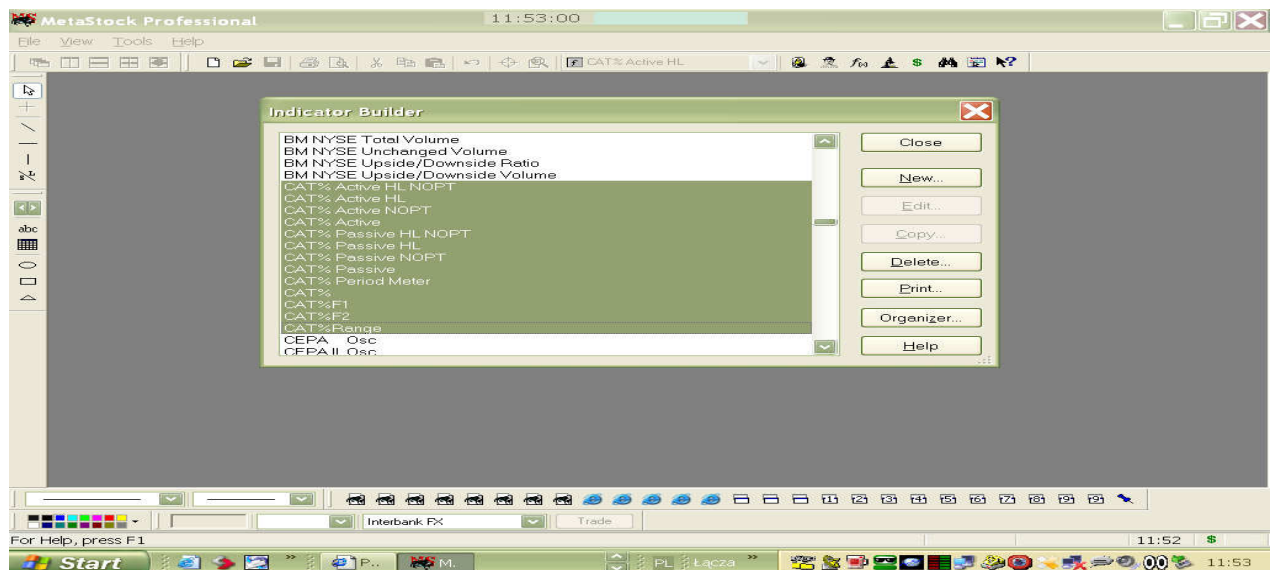 MetaStock Professional
11:53:00
File View Tools Help
CAT% Active HL
Indicator Builder
BM NYSE Total Volume
BM NYSE Unchanged Volume
BM NYSE Upside/Downside Ratio
BM NYSE Upside/Downside Volume
CAT% Active HL NOPT
CAT% Active HL
CAT% Active NOPT
CAT% Active
CAT% Passive HL NOPT
CAT% Passive HL
CAT% Passive NOPT
CAT% Passive
CAT% Period Meter
CAT%
CAT%F1
CAT%F2
CAT%Range
CEPA Osc
CEPA II Osc
Close
New...
Edit...
Copy...
Delete...
Print...
Organizer...
Help
abc
Interbank FX
Trade
For Help, press F1
11:52 $
Start
P..
M.
PL
Łącza
11:53